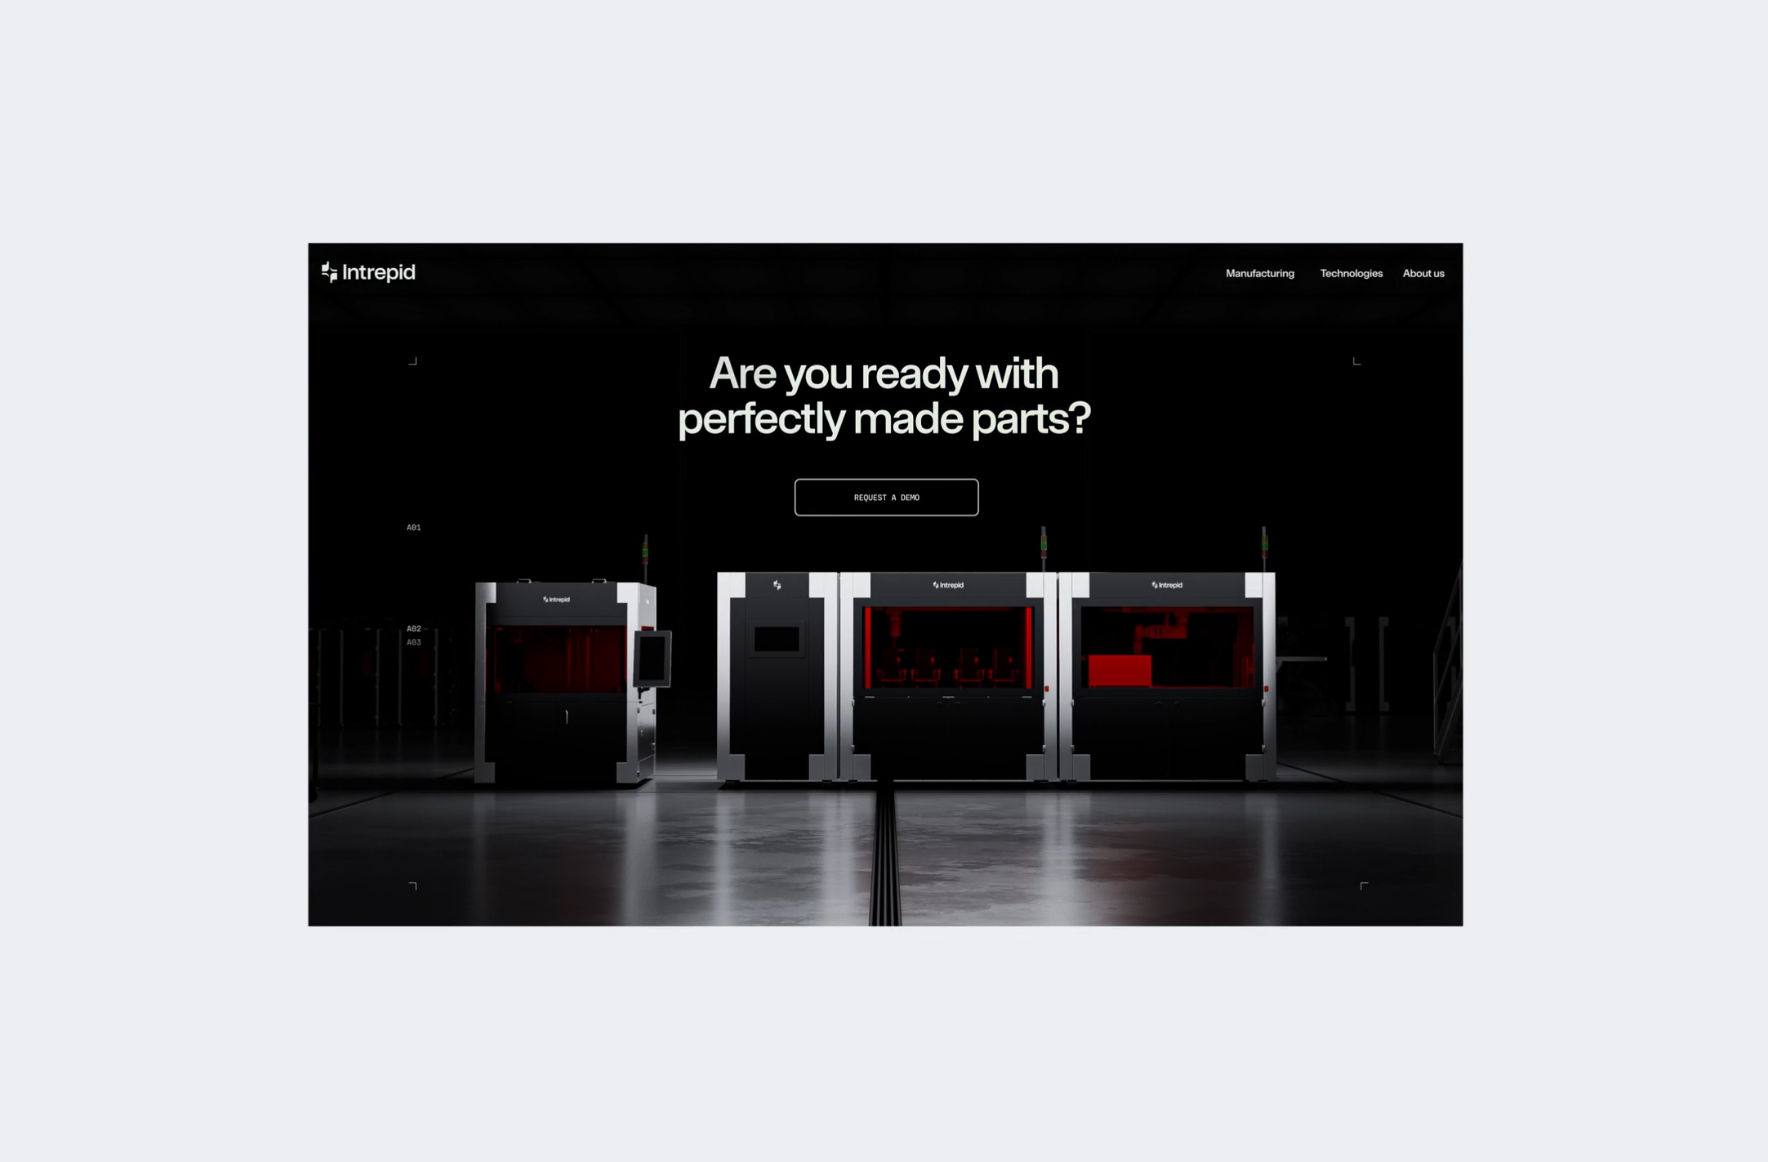 Intrepid
Manufacturing Technologies About us
Are you ready with
perfectly made parts?
REQUEST A DEMO
A01
A02
A03
Intrepid
Intrepid
Intrepid